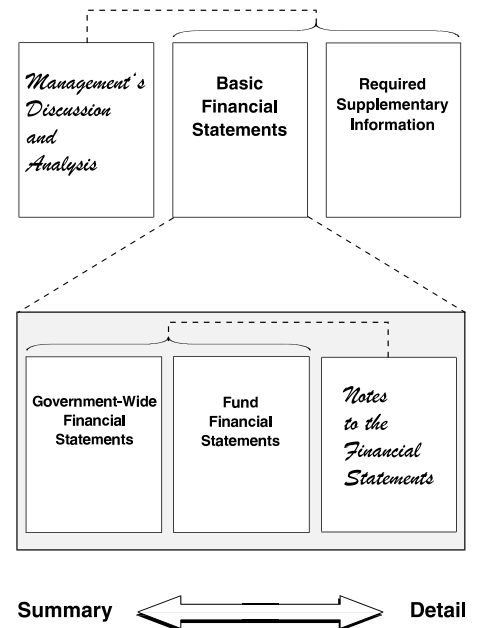 Management's
Discussion
and
Analysis
Basic
Financial
Statements
Required
Supplementary
Information
Government-Wide
Financial
Statements
Fund
Financial
Statements
Notes
to the
Financial
Statements
Summary
Detail